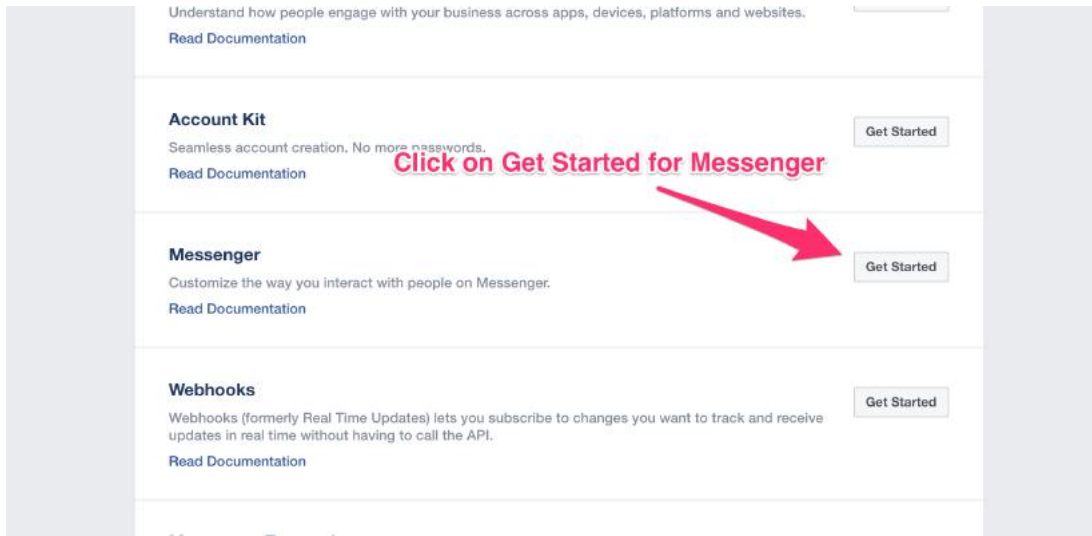 Understand how people engage with your business across apps, devices, platforms and websites.
Read Documentation
Account Kit
Get Started
Seamless account creation. No more passwords.
Click on Get Started for Messenger
Read Documentation
Messenger
Get Started
Customize the way you interact with people on Messenger.
Read Documentation
Webhooks
Get Started
Webhooks (formerly Real Time Updates) lets you subscribe to changes you want to track and receive
updates in real time without having to call the API.
Read Documentation